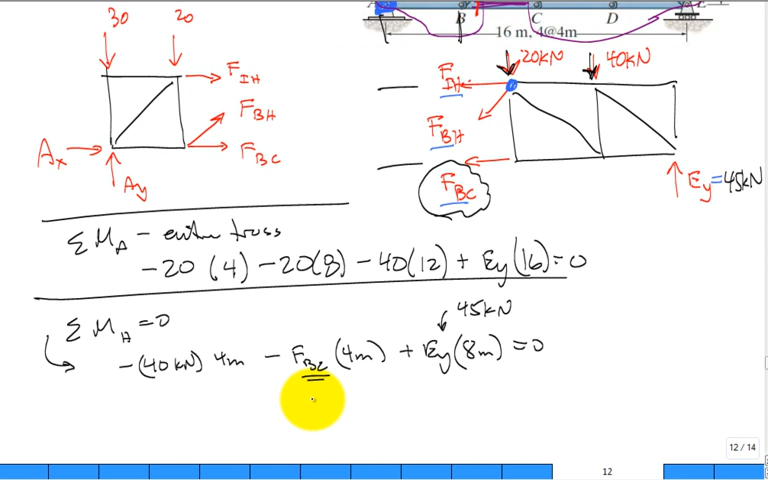 30
20
F_IH
F_BH
F_BC
A_x
A_y
B
C
D
16 m, 4@4m
20kN
40kN
F_IH
F_BH
F_BC
E_y=45kN
ΣM_A - entire truss
-20 (4) -20(8) -40(12) + E_y(16)=0
ΣM_H=0
45kN
-(40kN) 4m - F_BC (4m) + E_y(8m) =0
12 / 14
12